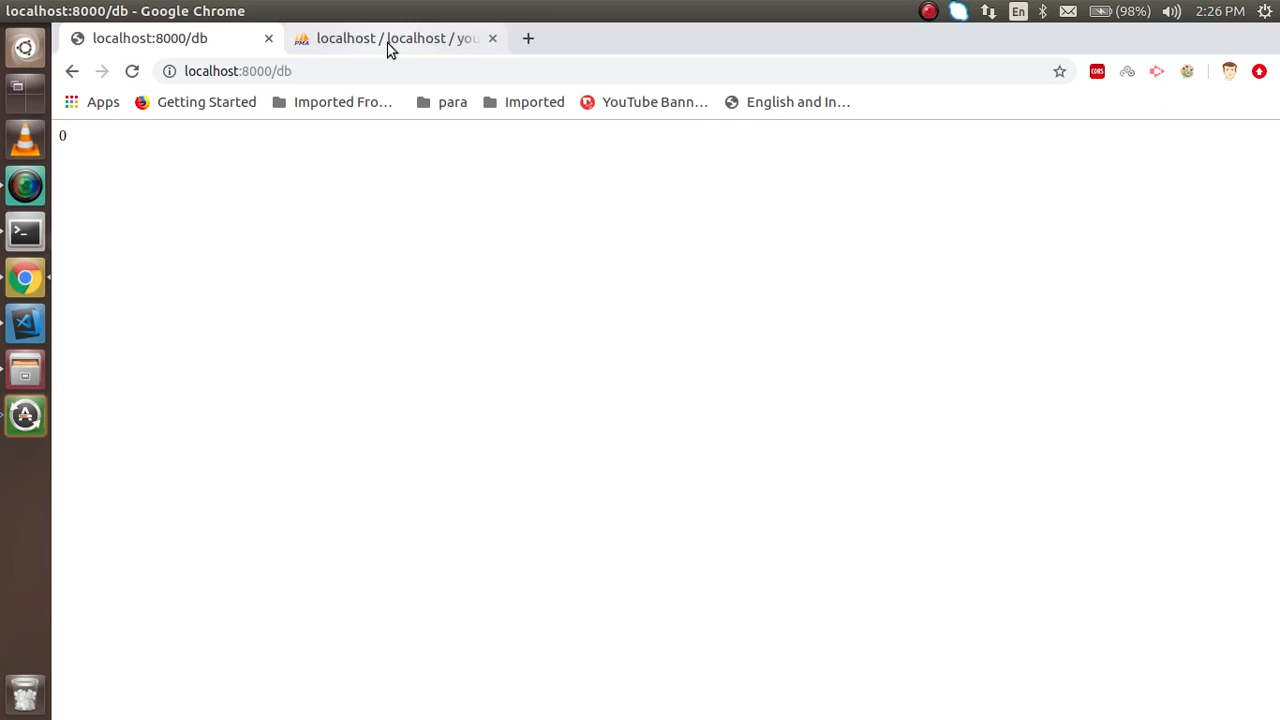 localhost:8000/db - Google Chrome
En (98%) 2:26 PM
localhost:8000/db localhost / localhost / you
localhost:8000/db CORS
Apps Getting Started Imported Fro... para Imported YouTube Bann... English and In...
0